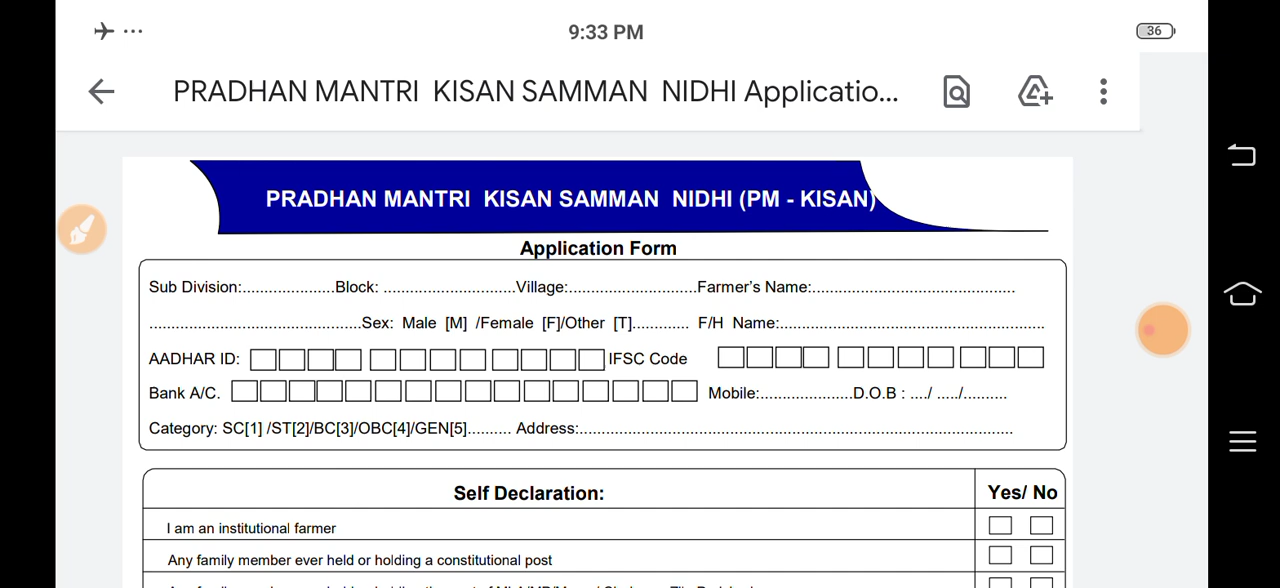 9:33 PM
36
PRADHAN MANTRI KISAN SAMMAN NIDHI Applicatio...
PRADHAN MANTRI KISAN SAMMAN NIDHI (PM - KISAN)
Application Form
Sub Division:.....................Block: ..............................Village:.............................Farmer's Name:..............................................
................................................Sex: Male [M] /Female [F]/Other [T]............. F/H Name:............................................................
AADHAR ID: IFSC Code
Bank A/C. Mobile:.....................D.O.B : ..../ ...../..........
Category: SC[1] /ST[2]/BC[3]/OBC[4]/GEN[5].......... Address:..................................................................................................
Self Declaration: Yes/ No
I am an institutional farmer
Any family member ever held or holding a constitutional post